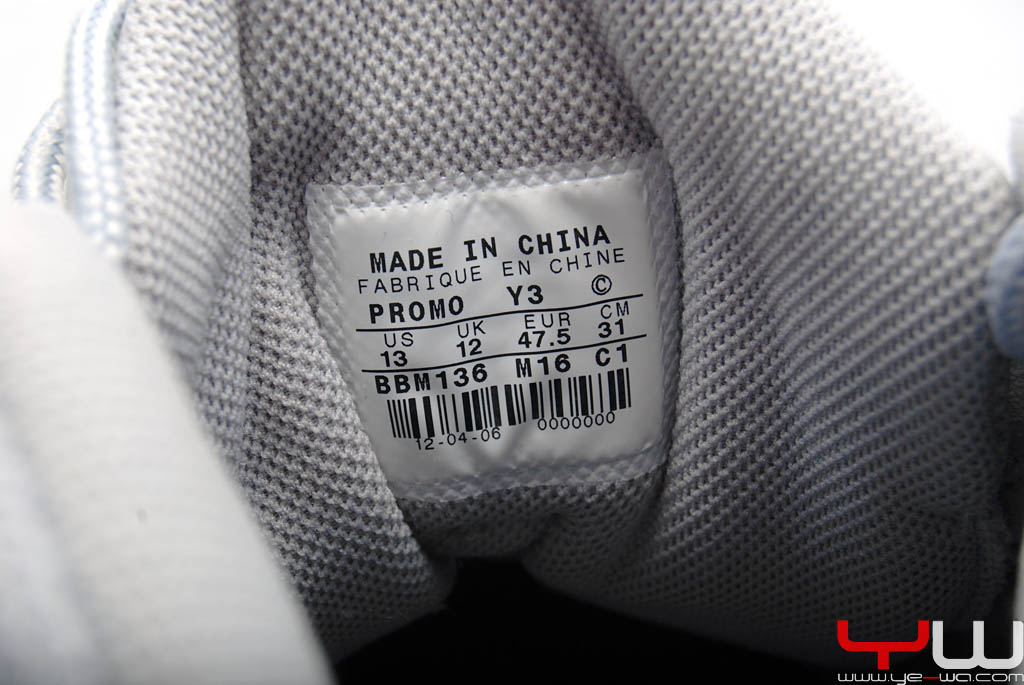 MADE IN CHINA
FABRIQUE EN CHINE
PROMO Y3 ©
US UK EUR CM
13 12 47.5 31
BBM136 M16 C1
12-04-06 0000000
YW
www.ye-wa.com